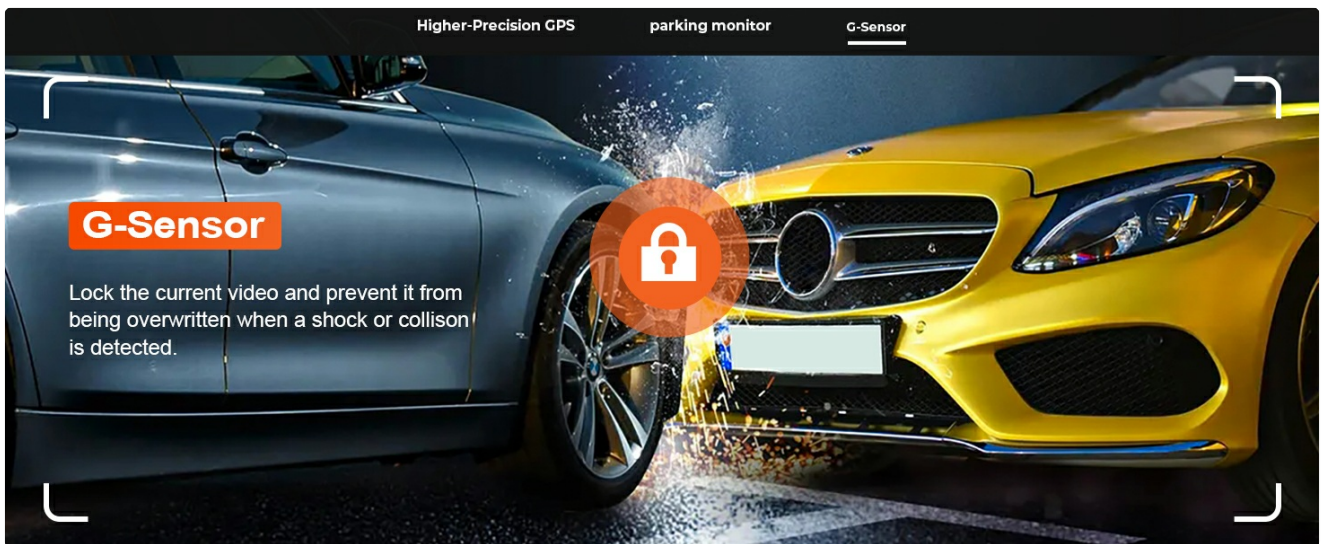 Higher-Precision GPS parking monitor G-Sensor
G-Sensor
Lock the current video and prevent it from
being overwritten when a shock or collison
is detected.